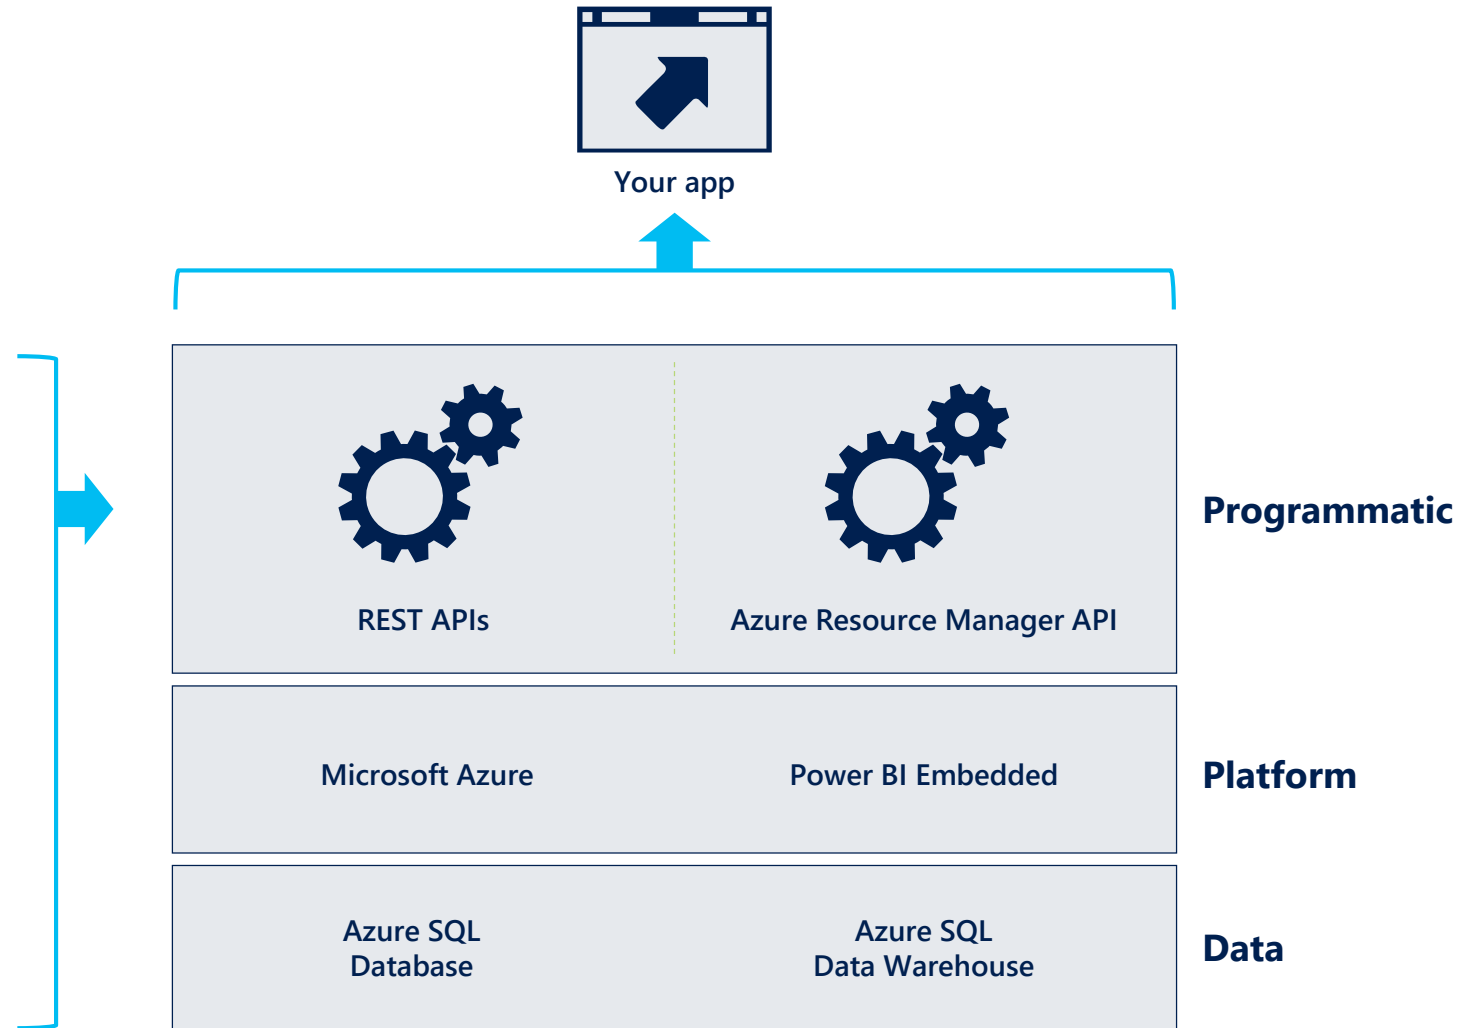 Your app
REST APIs
Azure Resource Manager API
Programmatic
Microsoft Azure
Power BI Embedded
Platform
Azure SQL
Database
Azure SQL
Data Warehouse
Data